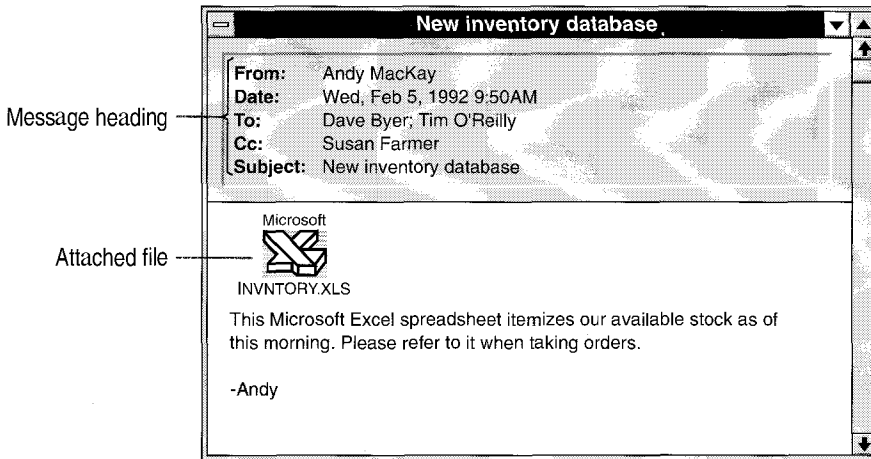 New inventory database
Message heading
From: Andy MacKay
Date: Wed, Feb 5, 1992 9:50AM
To: Dave Byer; Tim O'Reilly
Cc: Susan Farmer
Subject: New inventory database
Attached file
Microsoft
INVNTORY.XLS
This Microsoft Excel spreadsheet itemizes our available stock as of
this morning. Please refer to it when taking orders.
-Andy